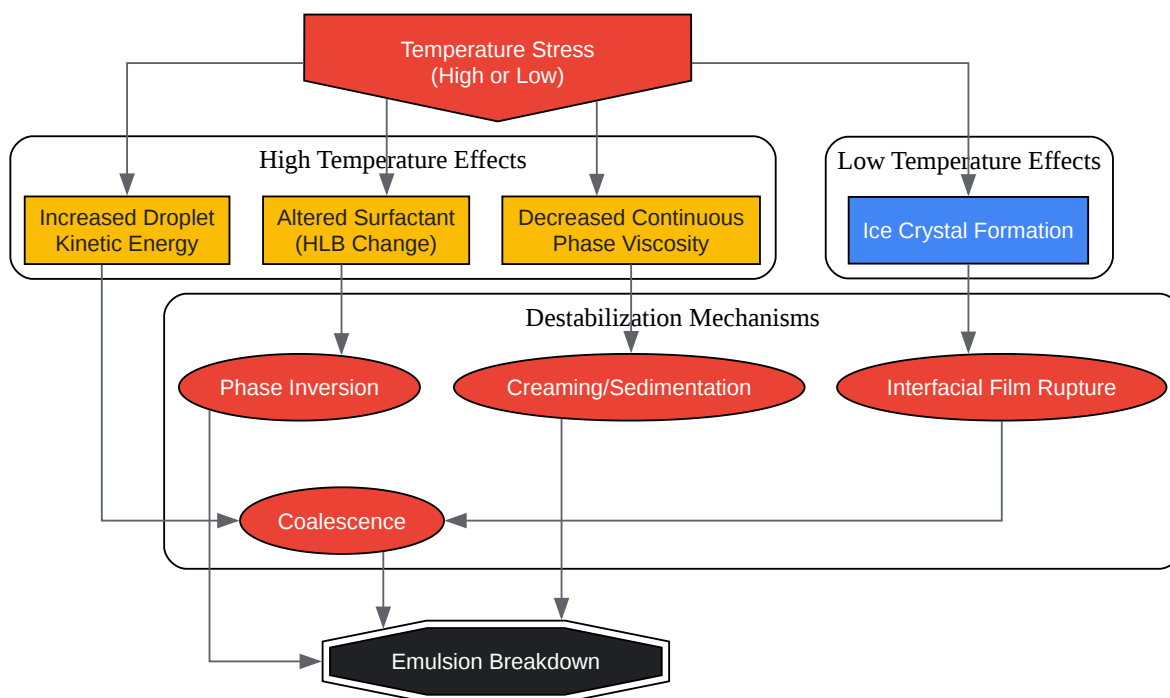 Temperature Stress
(High or Low)
High Temperature Effects
Low Temperature Effects
Increased Droplet
Kinetic Energy
Altered Surfactant
(HLB Change)
Decreased Continuous
Phase Viscosity
Ice Crystal Formation
Destabilization Mechanisms
Phase Inversion
Creaming/Sedimentation
Interfacial Film Rupture
Coalescence
Emulsion Breakdown